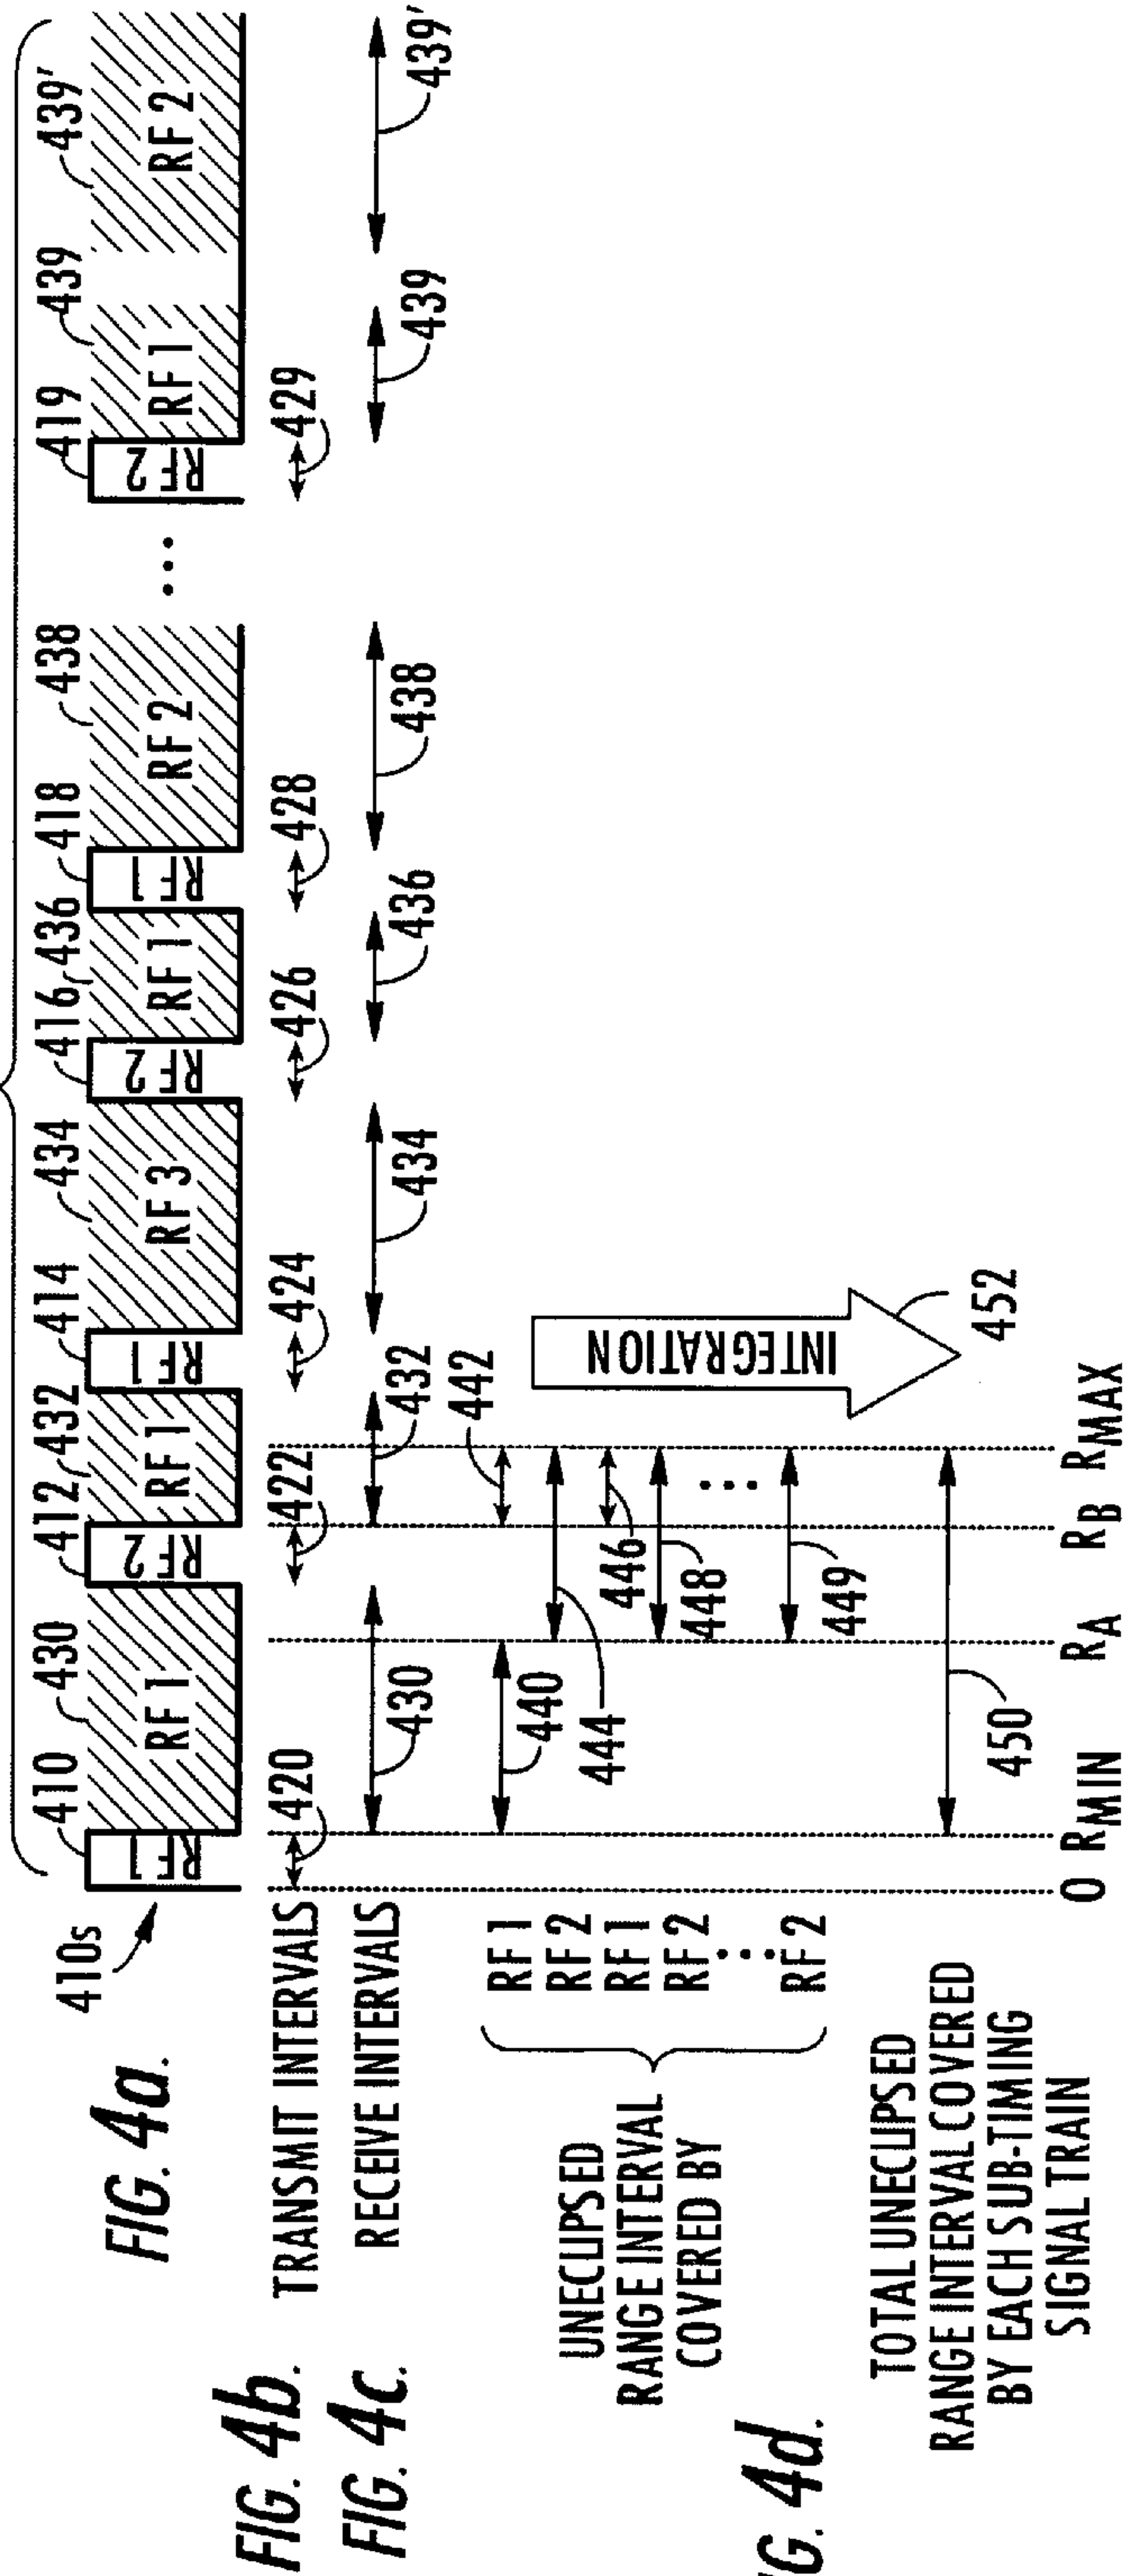 410 430 412 432 414 434 416 436 418 438 419 439 439'
410s
FIG. 4a.
RF1 RF1 RF2 RF1 RF1 RF3 RF2 RF1 RF1 RF2 ... RF2 RF1 RF2
FIG. 4b. TRANSMIT INTERVALS
420 422 424 426 428 429
FIG. 4c. RECEIVE INTERVALS
430 432 434 436 438 439 439'
UNECLIPSED
RANGE INTERVAL
COVERED BY
RF1
RF2
RF1
RF2
RF2
440 442
444 446
448
449
INTEGRATION
452
G. 4d.
TOTAL UNECLIPSED
RANGE INTERVAL COVERED
BY EACH SUB-TIMING
SIGNAL TRAIN
450
0 RMIN RA RB RMAX